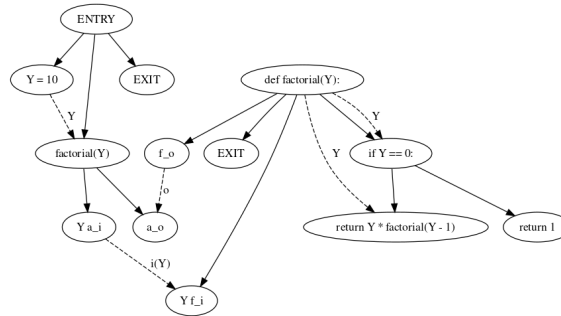 ENTRY
Y = 10
EXIT
def factorial(Y):
Y
Y
factorial(Y)
f_o
EXIT
Y
if Y == 0:
o
Y a_i
a_o
return Y * factorial(Y - 1)
return 1
i(Y)
Y f_i